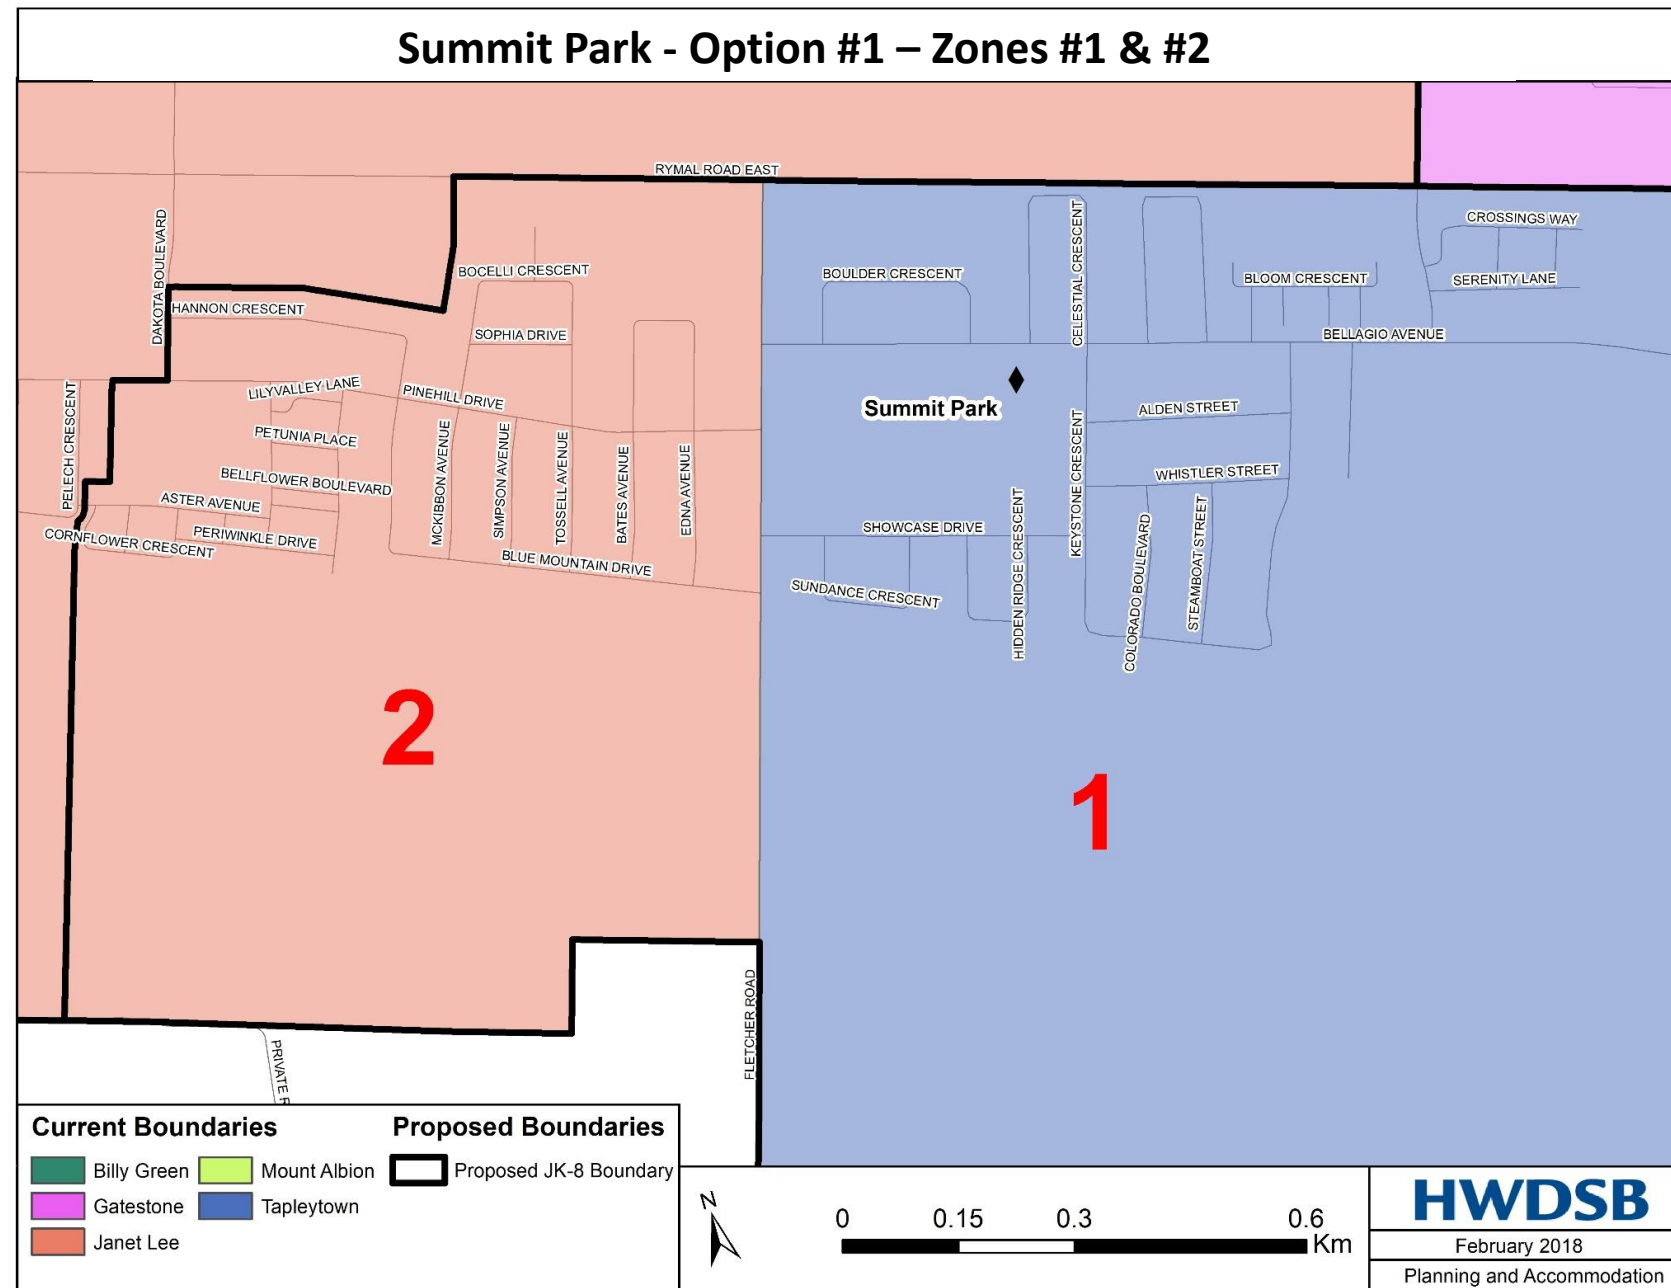 Summit Park - Option #1 – Zones #1 & #2
RYMAL ROAD EAST
DAKOTA BOULEVARD
CELESTIAL CRESCENT
CROSSINGS WAY
BOCELLI CRESCENT
BOULDER CRESCENT
BLOOM CRESCENT
SERENITY LANE
HANNON CRESCENT
SOPHIA DRIVE
BELLAGIO AVENUE
PELECH CRESCENT
LILYVALLEY LANE
PINEHILL DRIVE
Summit Park
ALDEN STREET
PETUNIA PLACE
MCKIBBON AVENUE
SIMPSON AVENUE
TOSSELL AVENUE
BATES AVENUE
EDNA AVENUE
KEYSTONE CRESCENT
BELLFLOWER BOULEVARD
WHISTLER STREET
ASTER AVENUE
PERIWINKLE DRIVE
CORNFLOWER CRESCENT
SHOWCASE DRIVE
HIDDEN RIDGE CRESCENT
COLORADO BOULEVARD
STEAMBOAT STREET
BLUE MOUNTAIN DRIVE
SUNDANCE CRESCENT
2
1
FLETCHER ROAD
PRIVATE R
Current Boundaries
Billy Green
Mount Albion
Gatestone
Tapleytown
Janet Lee
Proposed Boundaries
Proposed JK-8 Boundary
N
0 0.15 0.3 0.6
Km
HWDSB
February 2018
Planning and Accommodation